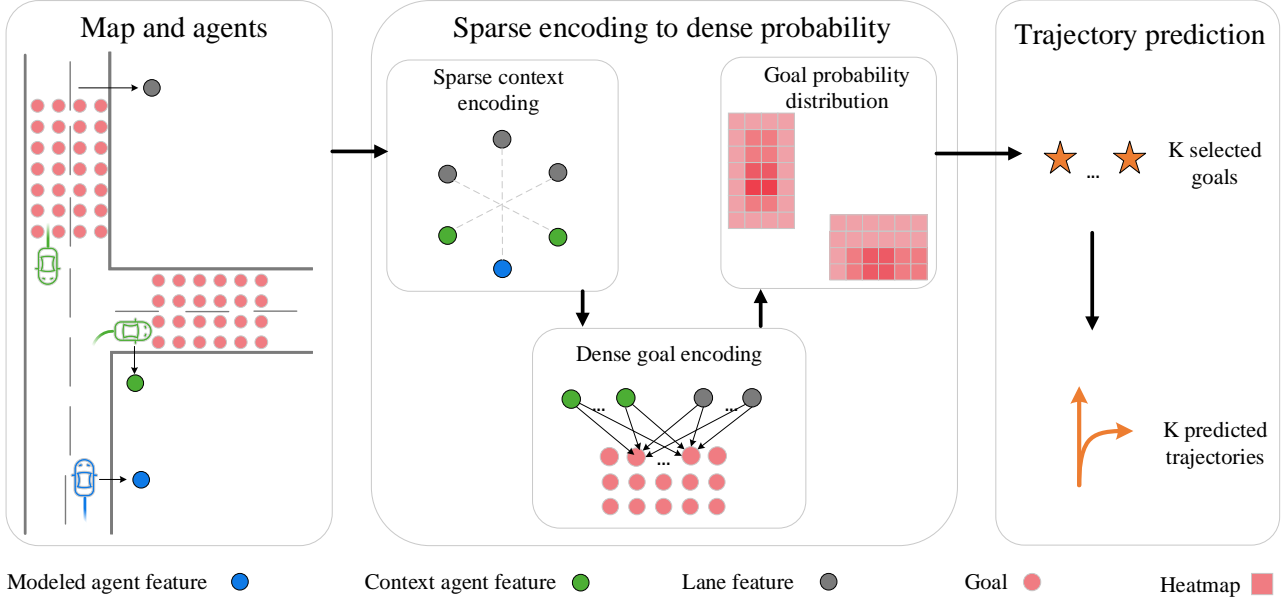 Map and agents
Sparse encoding to dense probability
Sparse context
encoding
Goal probability
distribution
Dense goal encoding
...
...
...
Trajectory prediction
...
K selected
goals
K predicted
trajectories
Modeled agent feature
Context agent feature
Lane feature
Goal
Heatmap